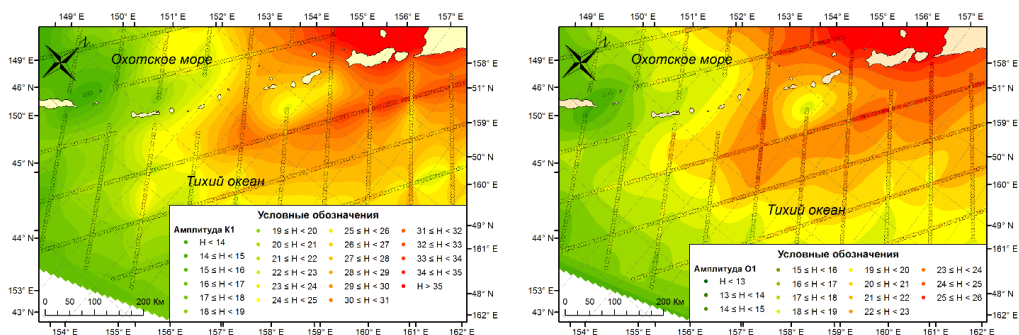 149° E 150° E 151° E 152° E 153° E 154° E 155° E 156° E 157° E
149° E
46° N
150° E
45° N
44° N
43° N
158° E
51° N
159° E
50° N
160° E
49° N
161° E
48° N
162° E
Охотское море
Тихий океан
Условные обозначения
Амплитуда К1
H < 14
14 ≤ H < 15
15 ≤ H < 16
16 ≤ H < 17
17 ≤ H < 18
18 ≤ H < 19
19 ≤ H < 20
20 ≤ H < 21
21 ≤ H < 22
22 ≤ H < 23
23 ≤ H < 24
24 ≤ H < 25
25 ≤ H < 26
26 ≤ H < 27
27 ≤ H < 28
28 ≤ H < 29
29 ≤ H < 30
30 ≤ H < 31
31 ≤ H < 32
32 ≤ H < 33
33 ≤ H < 34
34 ≤ H < 35
H > 35
0 50 100 200 Км
154° E 155° E 156° E 157° E 158° E 159° E 160° E 161° E 162° E
149° E 150° E 151° E 152° E 153° E 154° E 155° E 156° E 157° E
149° E
46° N
150° E
45° N
44° N
43° N
158° E
51° N
159° E
50° N
160° E
49° N
161° E
48° N
162° E
Охотское море
Тихий океан
Условные обозначения
Амплитуда О1
H < 13
13 ≤ H < 14
14 ≤ H < 15
15 ≤ H < 16
16 ≤ H < 17
17 ≤ H < 18
18 ≤ H < 19
19 ≤ H < 20
20 ≤ H < 21
21 ≤ H < 22
22 ≤ H < 23
23 ≤ H < 24
24 ≤ H < 25
25 ≤ H < 26
0 50 100 200 Км
154° E 155° E 156° E 157° E 158° E 159° E 160° E 161° E 162° E